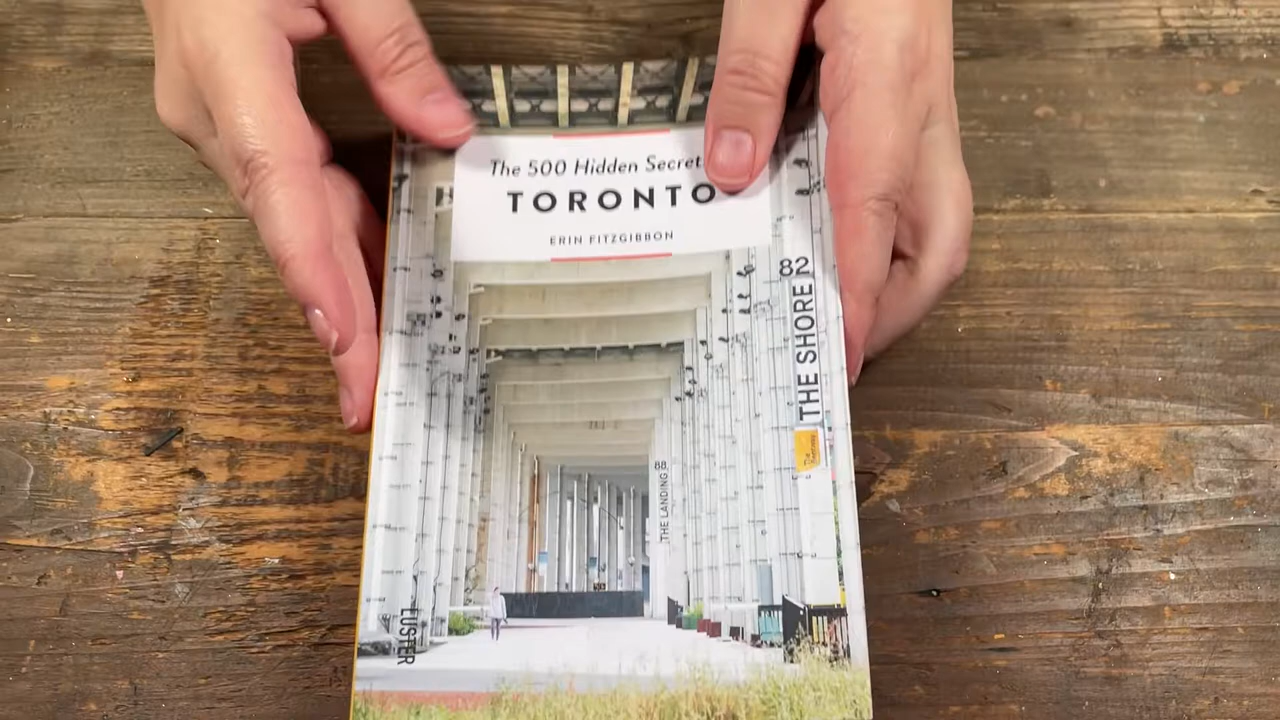 The 500 Hidden Secret
TORONTO
ERIN FITZGIBBON
82
THE SHORE
88
THE LANDING
LUSTER